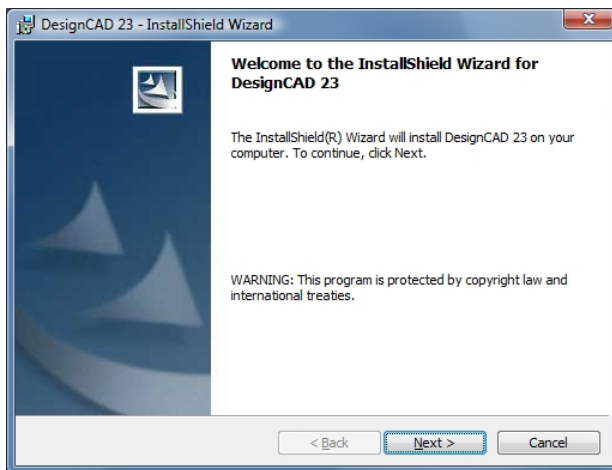 DesignCAD 23 - InstallShield Wizard
Welcome to the InstallShield Wizard for
DesignCAD 23
The InstallShield(R) Wizard will install DesignCAD 23 on your
computer. To continue, click Next.
WARNING: This program is protected by copyright law and
international treaties.
< Back
Next >
Cancel